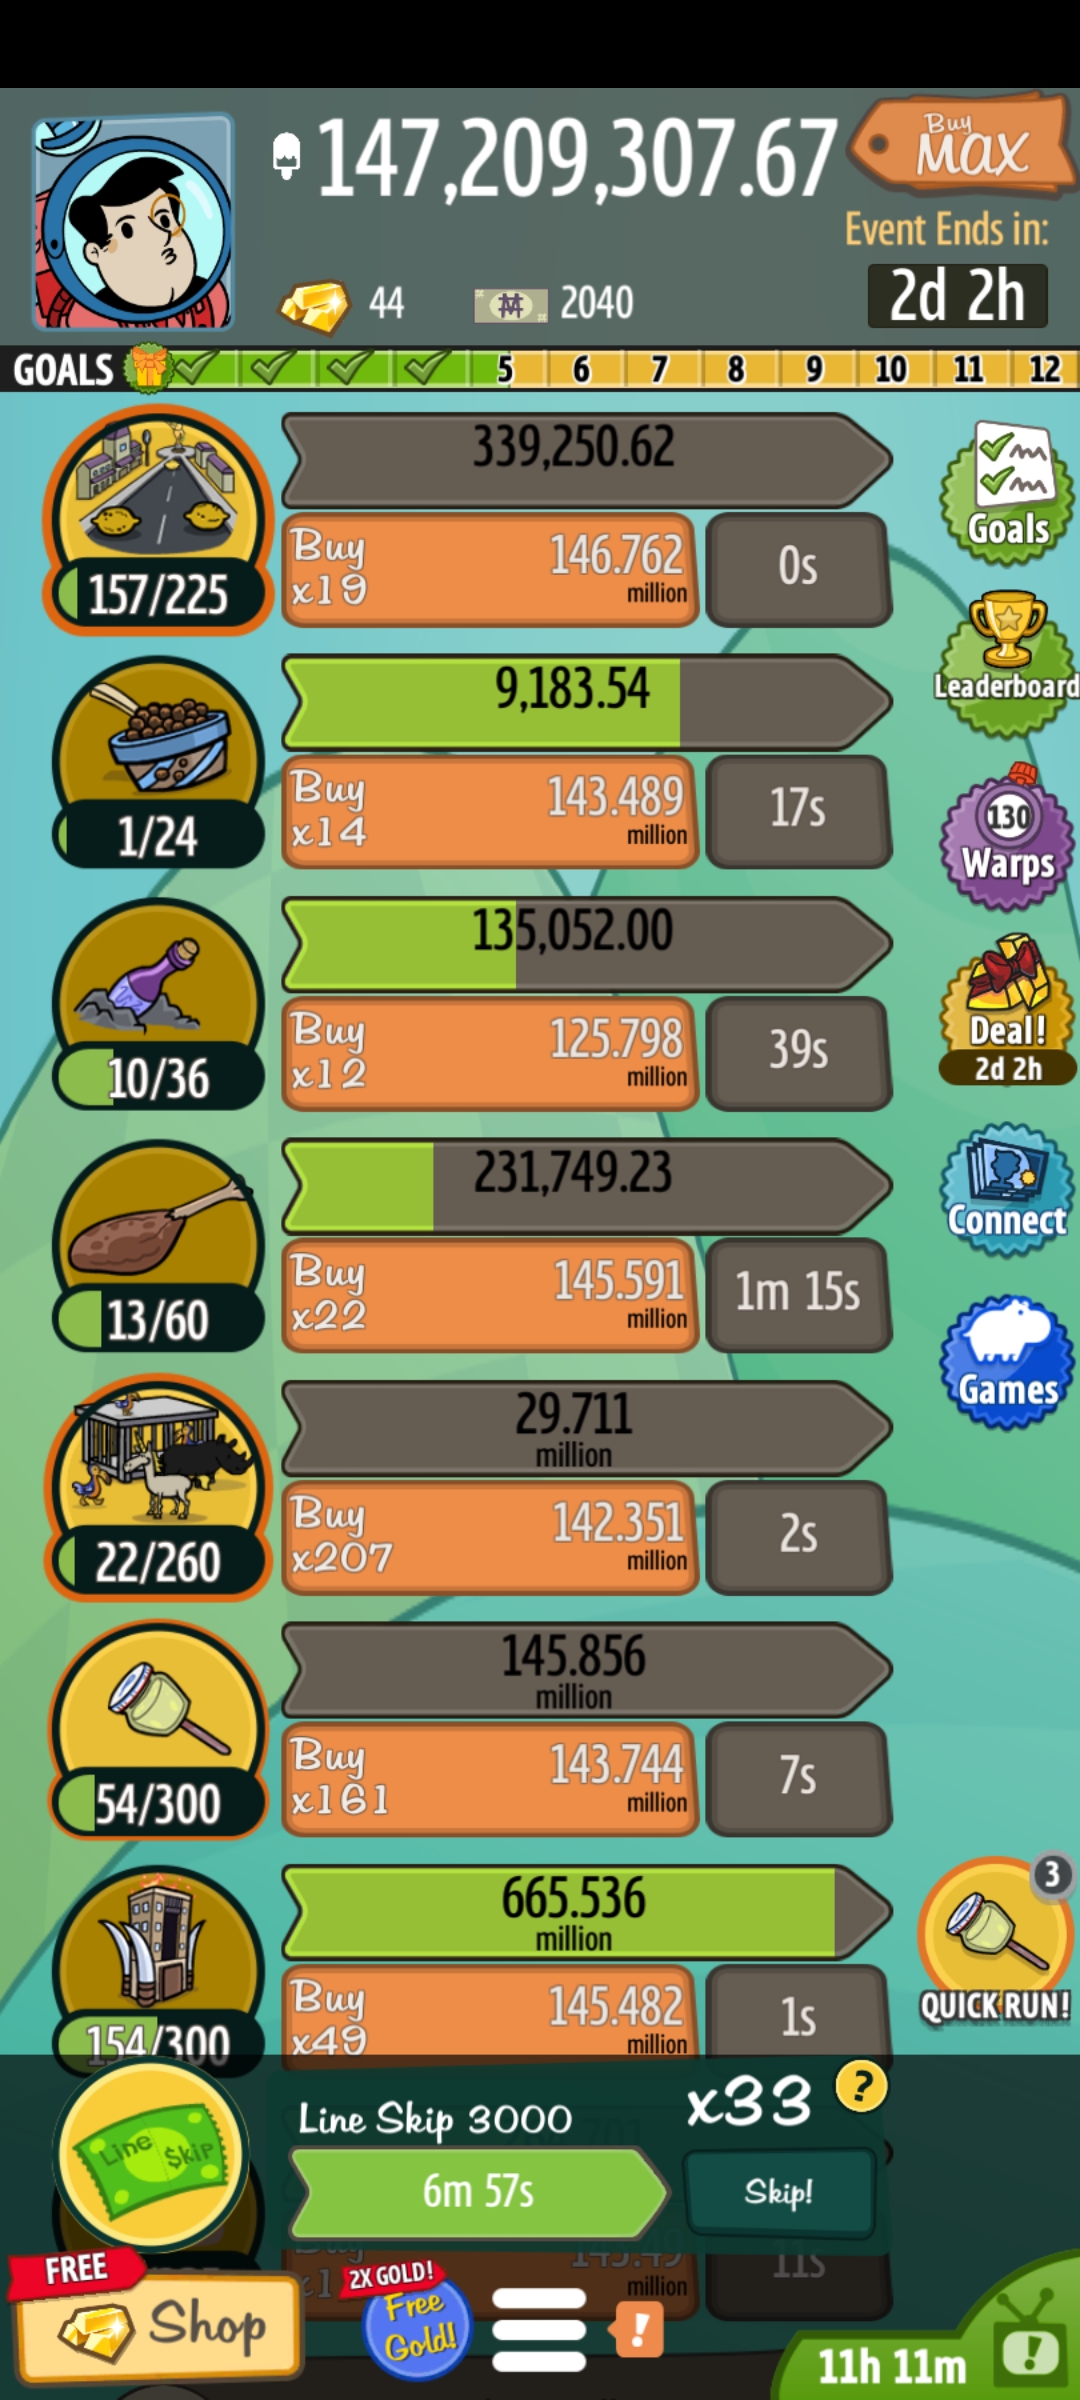 147,209,307.67
Buy
MAX
Event Ends in:
44
2040
2d 2h
GOALS 5 6 7 8 9 10 11 12
339,250.62
Buy
x19
146.762
million
0s
157/225
Goals
9,183.54
Leaderboard
Buy
x14
143.489
million
17s
1/24
130
Warps
135,052.00
Buy
x12
125.798
million
39s
10/36
Deal!
2d 2h
231,749.23
Buy
x22
145.591
million
1m 15s
13/60
Connect
29.711
million
Games
Buy
x207
142.351
million
2s
22/260
145.856
million
Buy
x161
143.744
million
7s
54/300
665.536
million
3
QUICK RUN!
Buy
x49
145.482
million
1s
154/300
Line Skip
Line Skip 3000
x33
?
6m 57s
Skip!
million
11s
FREE
Shop
2X GOLD!
Free
Gold!
!
11h 11m
!